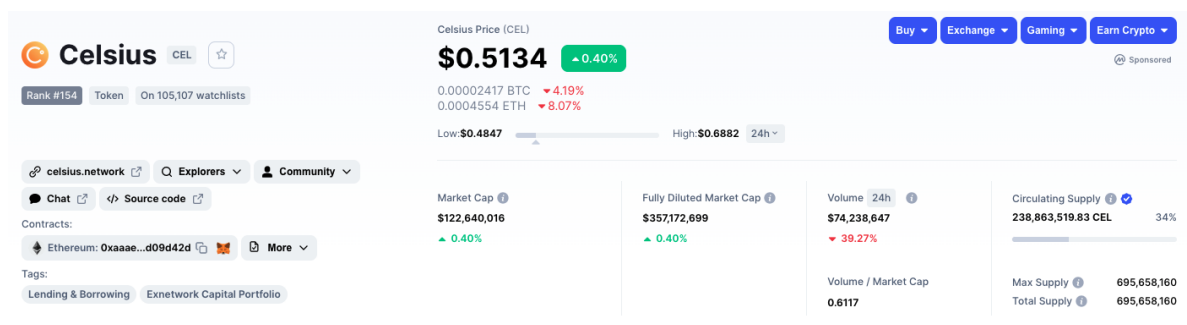 Celsius CEL
Rank #154 Token On 105,107 watchlists
celsius.network Explorers Community
Chat Source code
Contracts:
Ethereum: 0xaaae...d09d42d More
Tags:
Lending & Borrowing Exnetwork Capital Portfolio
Celsius Price (CEL)
$0.5134 0.40%
0.00002417 BTC 4.19%
0.0004554 ETH 8.07%
Low:$0.4847 High:$0.6882 24h
Buy Exchange Gaming Earn Crypto
Sponsored
Market Cap
$122,640,016
0.40%
Fully Diluted Market Cap
$357,172,699
0.40%
Volume 24h
$74,238,647
39.27%
Volume / Market Cap
0.6117
Circulating Supply
238,863,519.83 CEL 34%
Max Supply 695,658,160
Total Supply 695,658,160